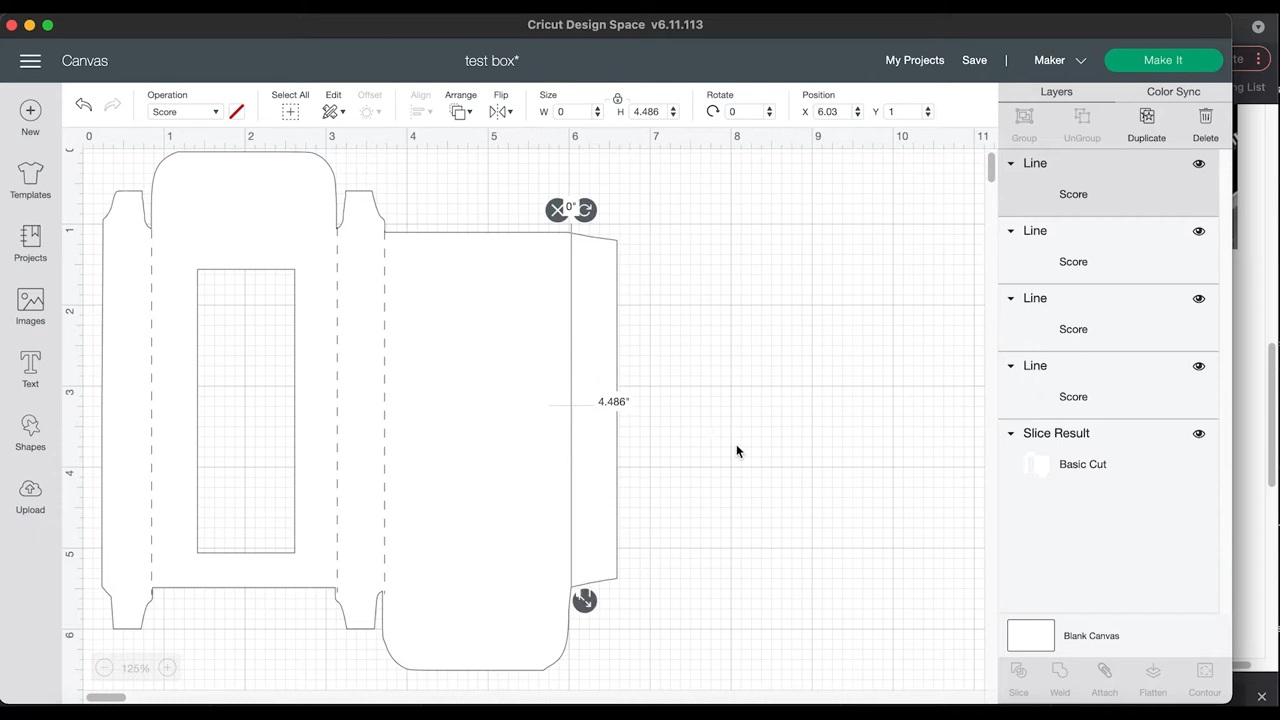 Cricut Design Space v6.11.113
Canvas
test box*
My Projects
Save
Maker
Make It
te
ing List
Operation
Score
Select All
Edit
Offset
Align
Arrange
Flip
Size
W 0
H 4.486
Rotate
0
Position
X 6.03
Y 1
Layers
Color Sync
Group
UnGroup
Duplicate
Delete
New
Templates
Projects
Images
Text
Shapes
Upload
0 1 2 3 4 5 6 7 8 9 10 11
0
1
2
3
4
5
6
0"
4.486"
125%
Line
Score
Line
Score
Line
Score
Line
Score
Slice Result
Basic Cut
Blank Canvas
Slice
Weld
Attach
Flatten
Contour